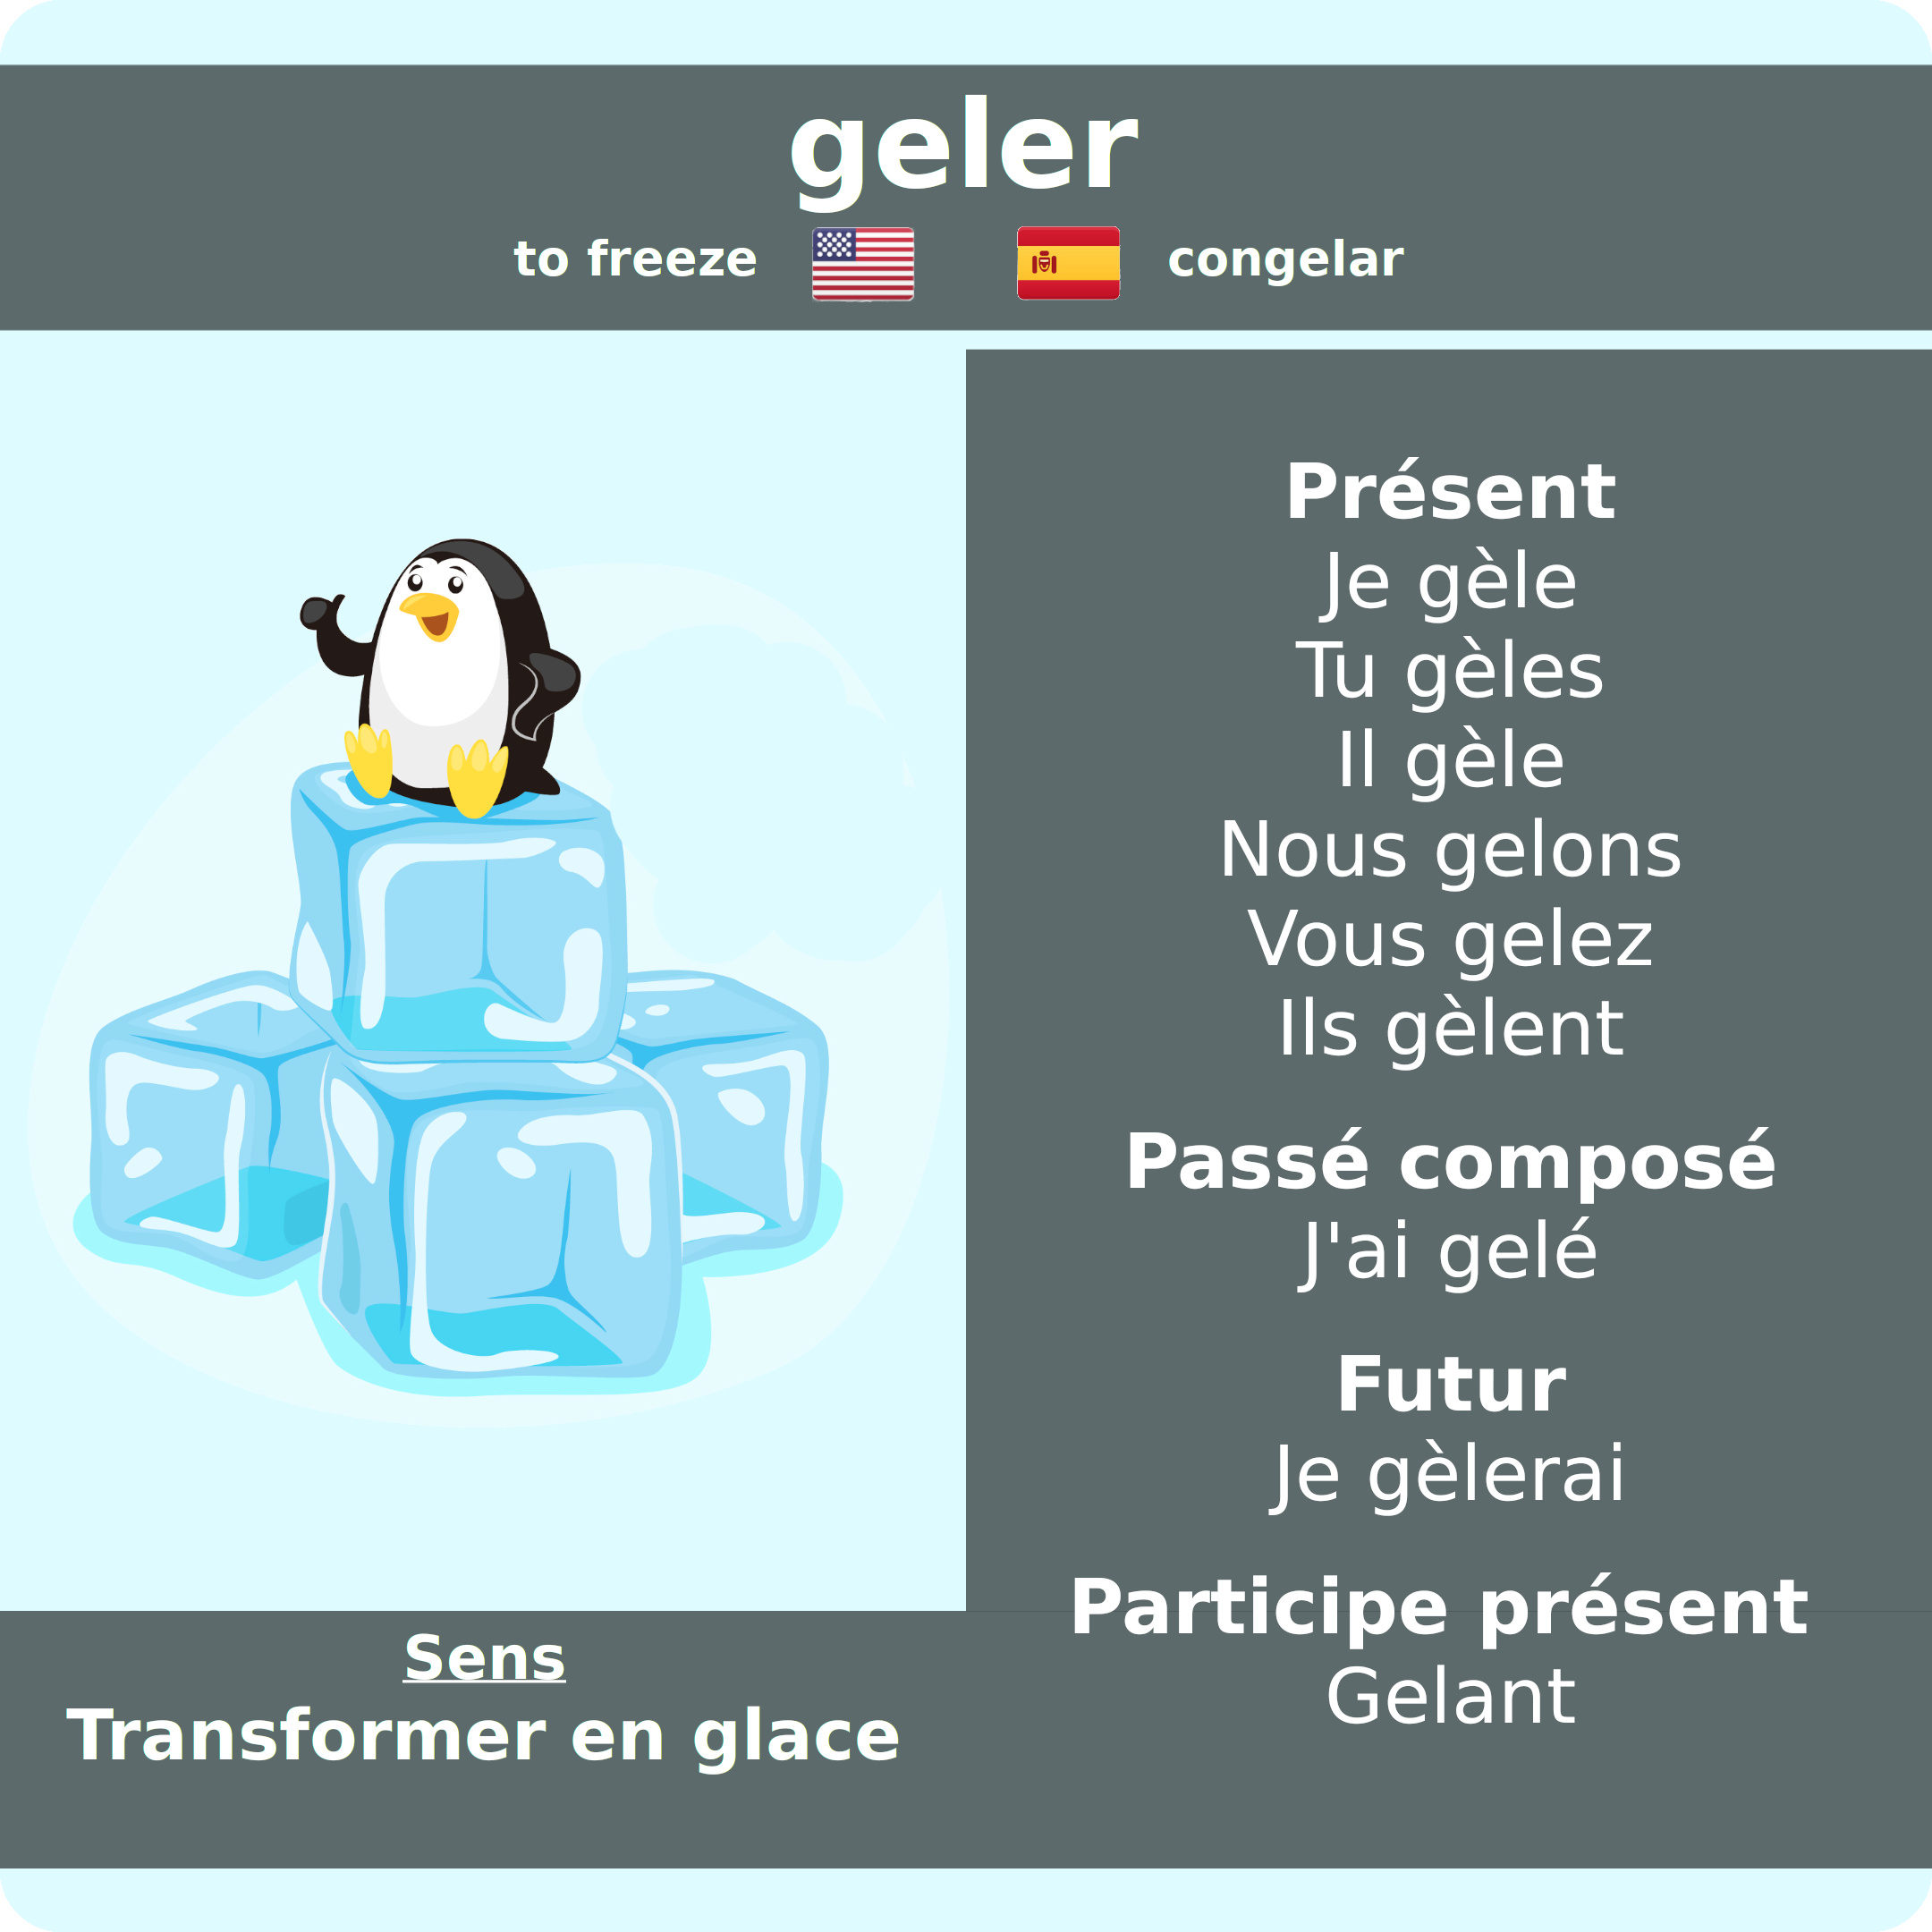 geler
to freeze
congelar
Présent
Je gèle
Tu gèles
Il gèle
Nous gelons
Vous gelez
Ils gèlent
Passé composé
J'ai gelé
Futur
Je gèlerai
Participe présent
Gelant
Sens
Transformer en glace